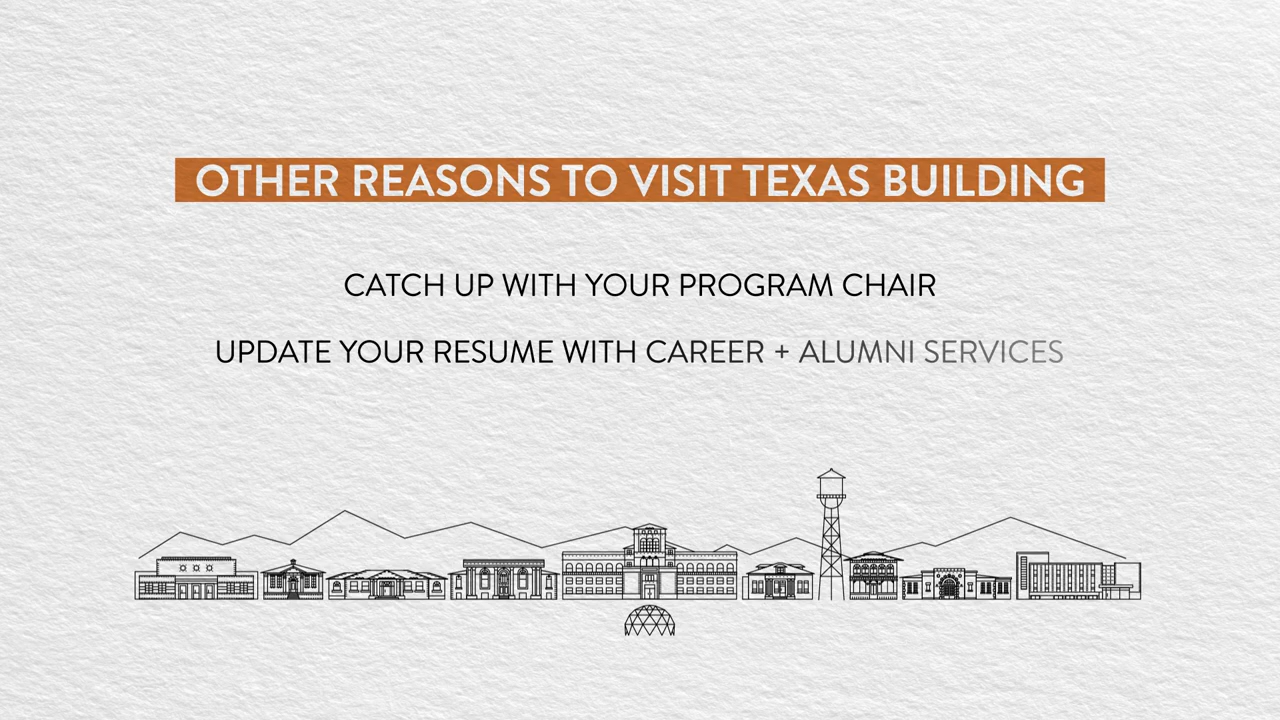 OTHER REASONS TO VISIT TEXAS BUILDING
CATCH UP WITH YOUR PROGRAM CHAIR
UPDATE YOUR RESUME WITH CAREER + ALUMNI SERVICES